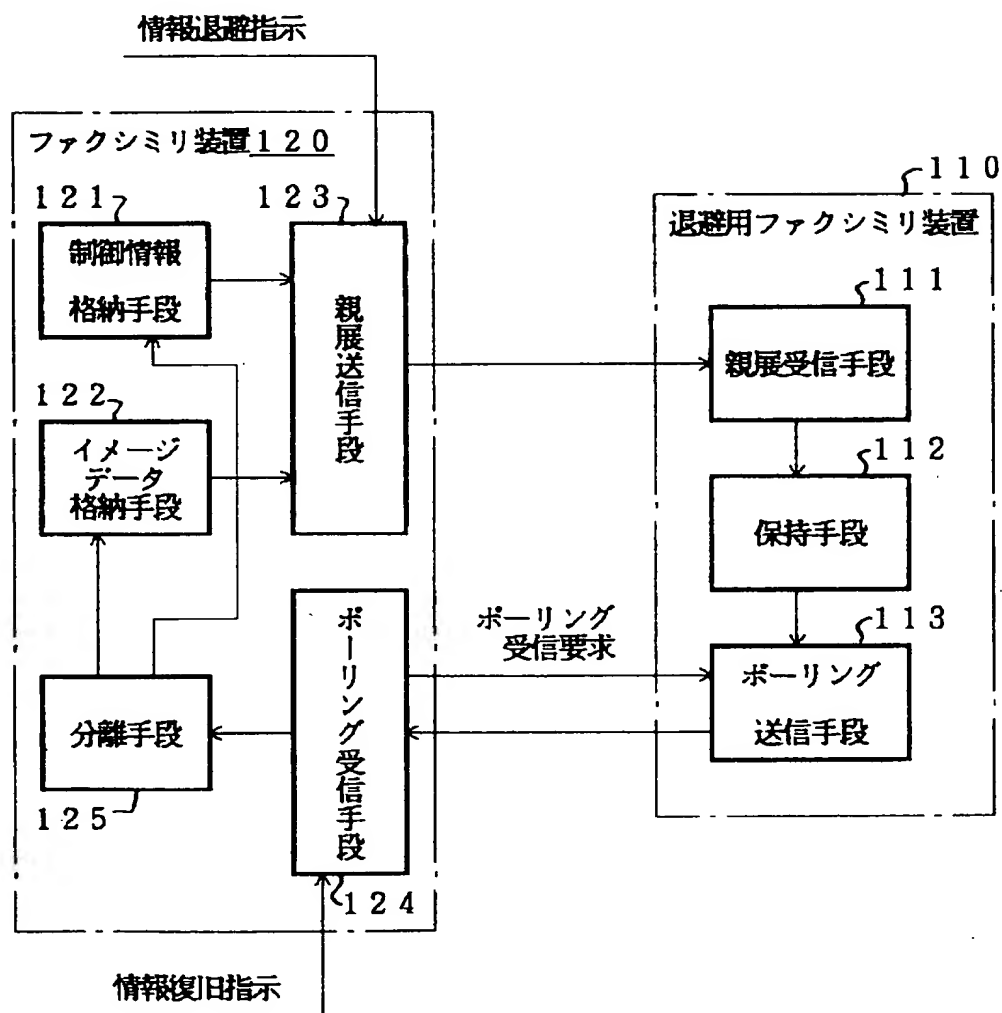 情報退避指示
ファクシミリ装置120
121
制御情報
格納手段
122
イメージ
データ
格納手段
123
親展送信手段
分離手段
125
ポーリング受信手段
124
情報復旧指示
ポーリング
受信要求
110
退避用ファクシミリ装置
111
親展受信手段
112
保持手段
113
ポーリング
送信手段